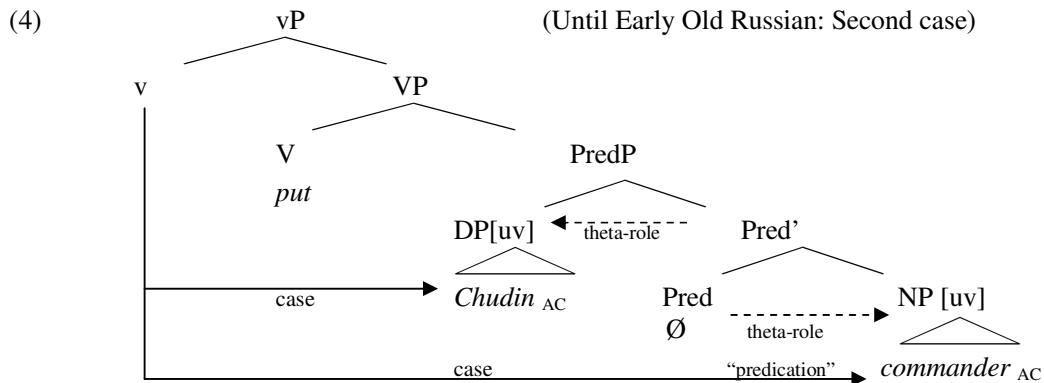 (4) vP (Until Early Old Russian: Second case)
v VP
V PredP
put
DP[uv] theta-role Pred’
case Chudin AC Pred NP [uv]
Ø theta-role
case “predication” commander AC